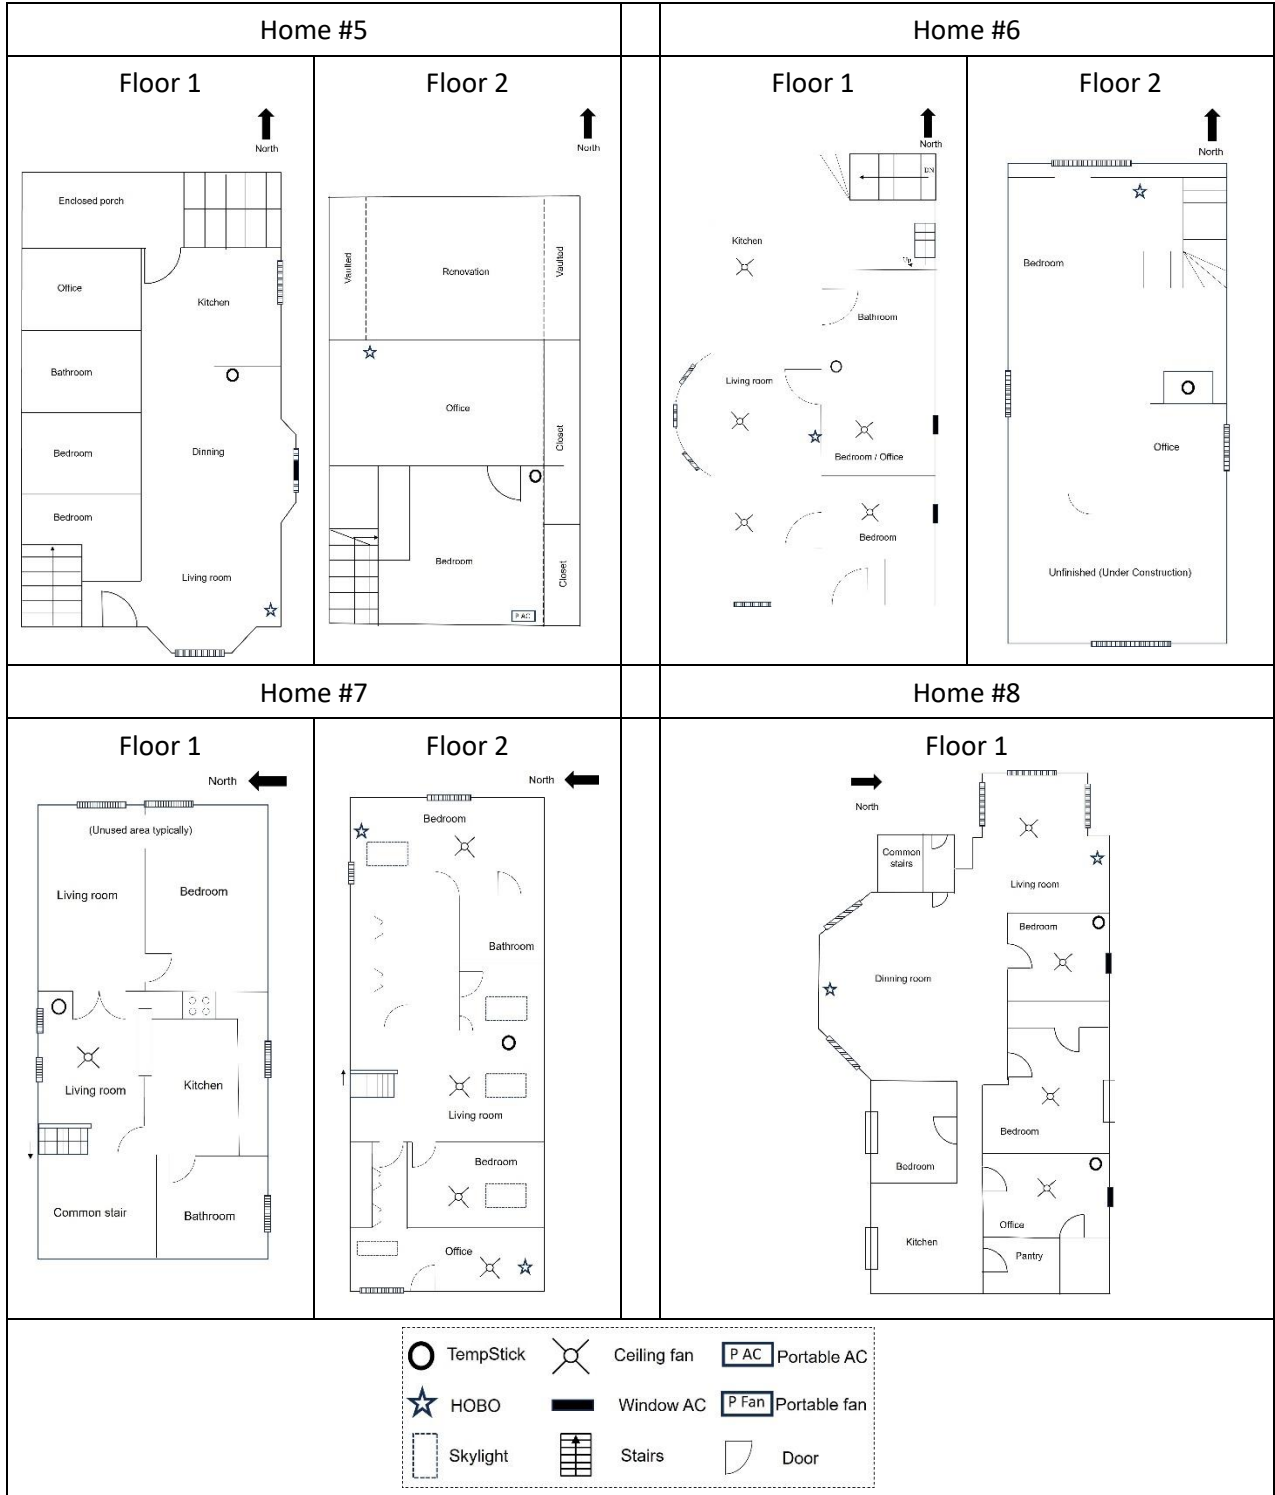 Home #5
Home #6
Floor 1
Floor 2
Floor 1
Floor 2
North
North
North
North
Enclosed porch
Office
Kitchen
Bathroom
Bedroom
Dinning
Bedroom
Living room
Vaulted
Renovation
Vaulted
Office
Closet
Bedroom
Closet
P AC
DN
Kitchen
Up
Bathroom
Living room
Bedroom / Office
Bedroom
Bedroom
Office
Unfinished (Under Construction)
Home #7
Home #8
Floor 1
Floor 2
Floor 1
North
North
North
(Unused area typically)
Living room
Bedroom
Living room
Kitchen
Common stair
Bathroom
Bedroom
Bathroom
Living room
Bedroom
Office
Common
stairs
Living room
Bedroom
Dinning room
Bedroom
Bedroom
Office
Kitchen
Pantry
TempStick
Ceiling fan
P AC
Portable AC
HOBO
Window AC
P Fan
Portable fan
Skylight
Stairs
Door